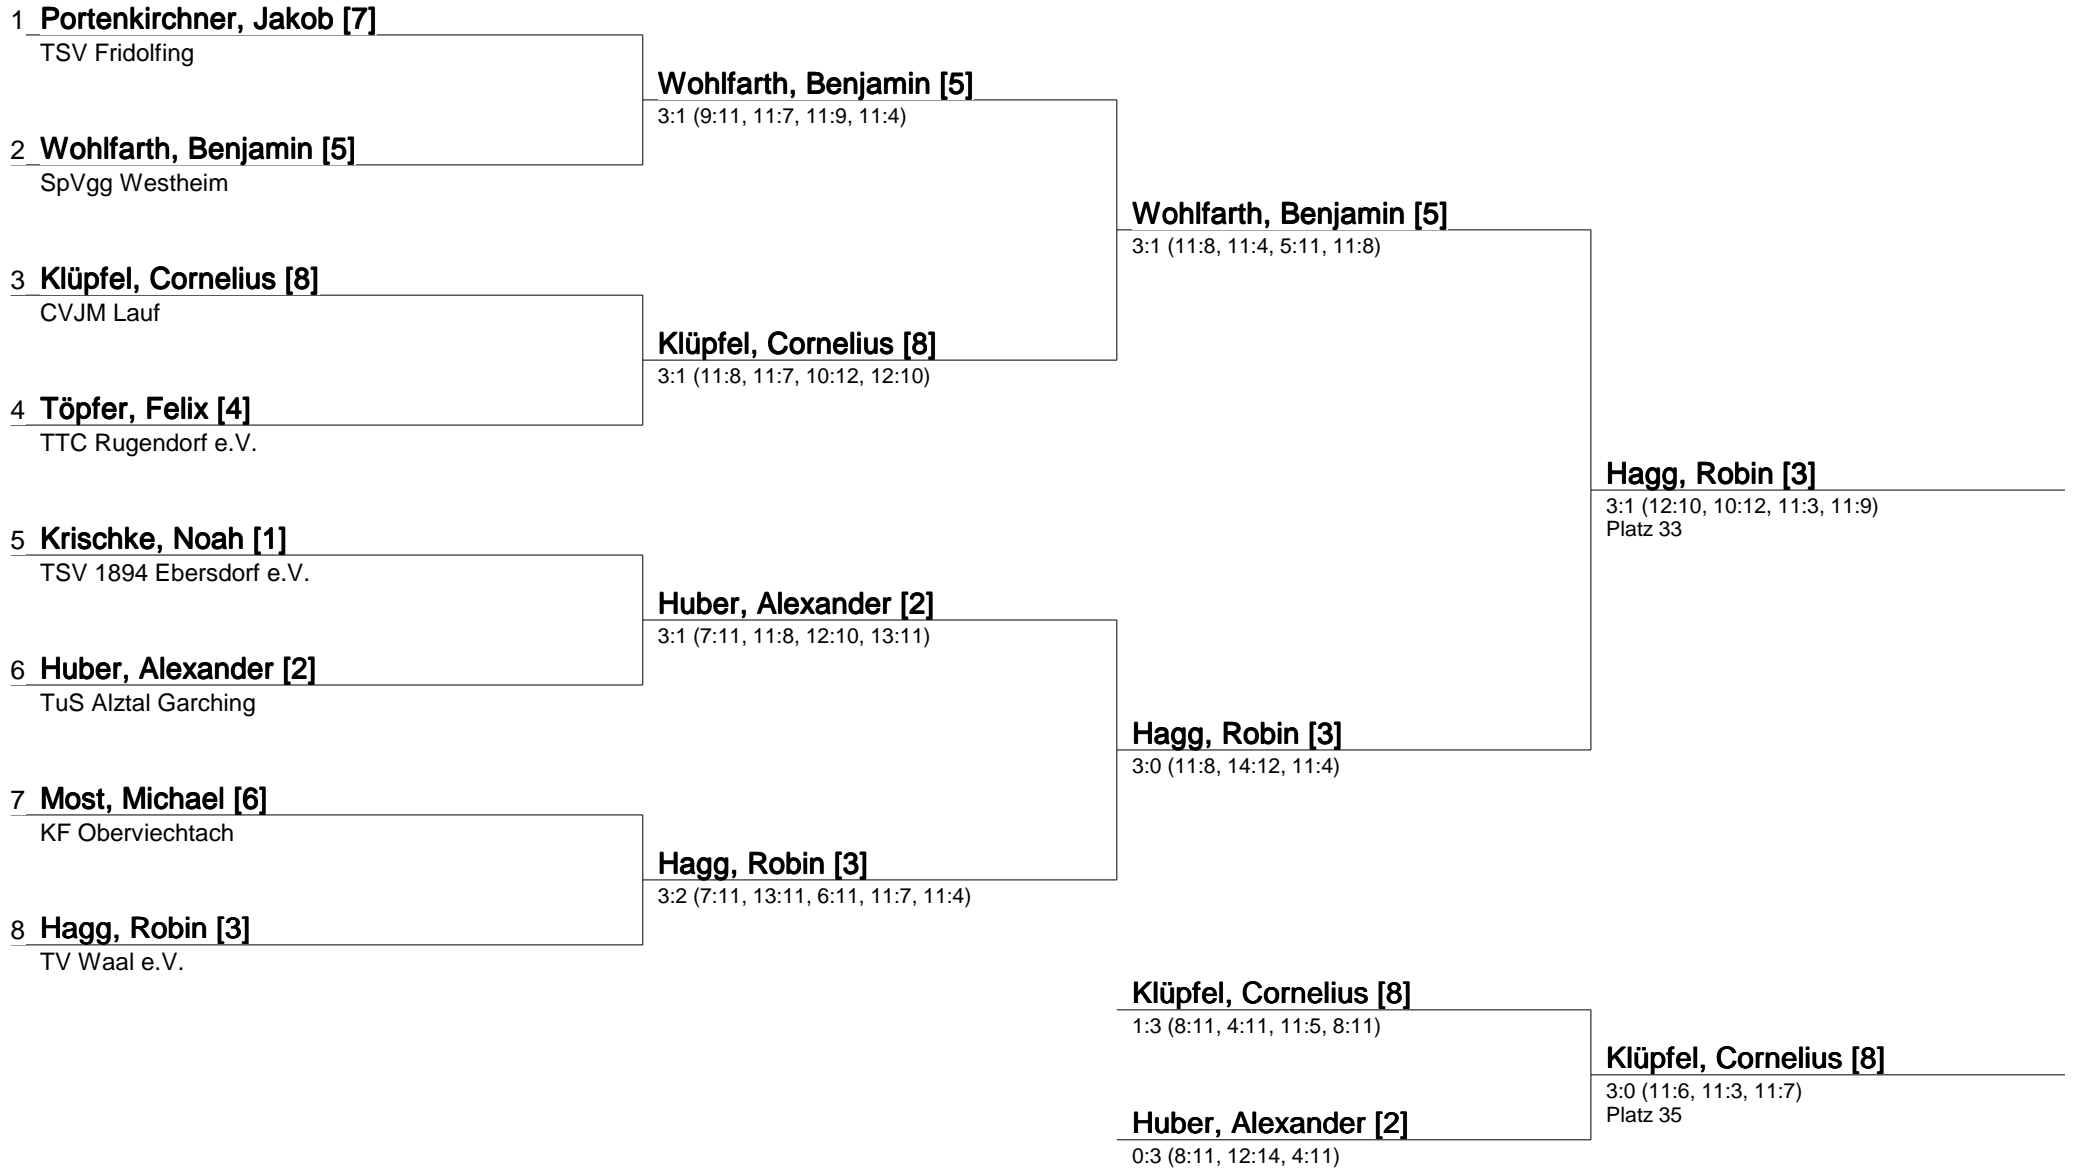 1 Portenkirchner, Jakob [7]
TSV Fridolfing
Wohlfarth, Benjamin [5]
3:1 (9:11, 11:7, 11:9, 11:4)
2 Wohlfarth, Benjamin [5]
SpVgg Westheim
Wohlfarth, Benjamin [5]
3:1 (11:8, 11:4, 5:11, 11:8)
3 Klüpfel, Cornelius [8]
CVJM Lauf
Klüpfel, Cornelius [8]
3:1 (11:8, 11:7, 10:12, 12:10)
4 Töpfer, Felix [4]
TTC Rugendorf e.V.
Hagg, Robin [3]
3:1 (12:10, 10:12, 11:3, 11:9)
Platz 33
5 Krischke, Noah [1]
TSV 1894 Ebersdorf e.V.
Huber, Alexander [2]
3:1 (7:11, 11:8, 12:10, 13:11)
6 Huber, Alexander [2]
TuS Alztal Garching
Hagg, Robin [3]
3:0 (11:8, 14:12, 11:4)
7 Most, Michael [6]
KF Oberviechtach
Hagg, Robin [3]
3:2 (7:11, 13:11, 6:11, 11:7, 11:4)
8 Hagg, Robin [3]
TV Waal e.V.
Klüpfel, Cornelius [8]
1:3 (8:11, 4:11, 11:5, 8:11)
Klüpfel, Cornelius [8]
3:0 (11:6, 11:3, 11:7)
Platz 35
Huber, Alexander [2]
0:3 (8:11, 12:14, 4:11)